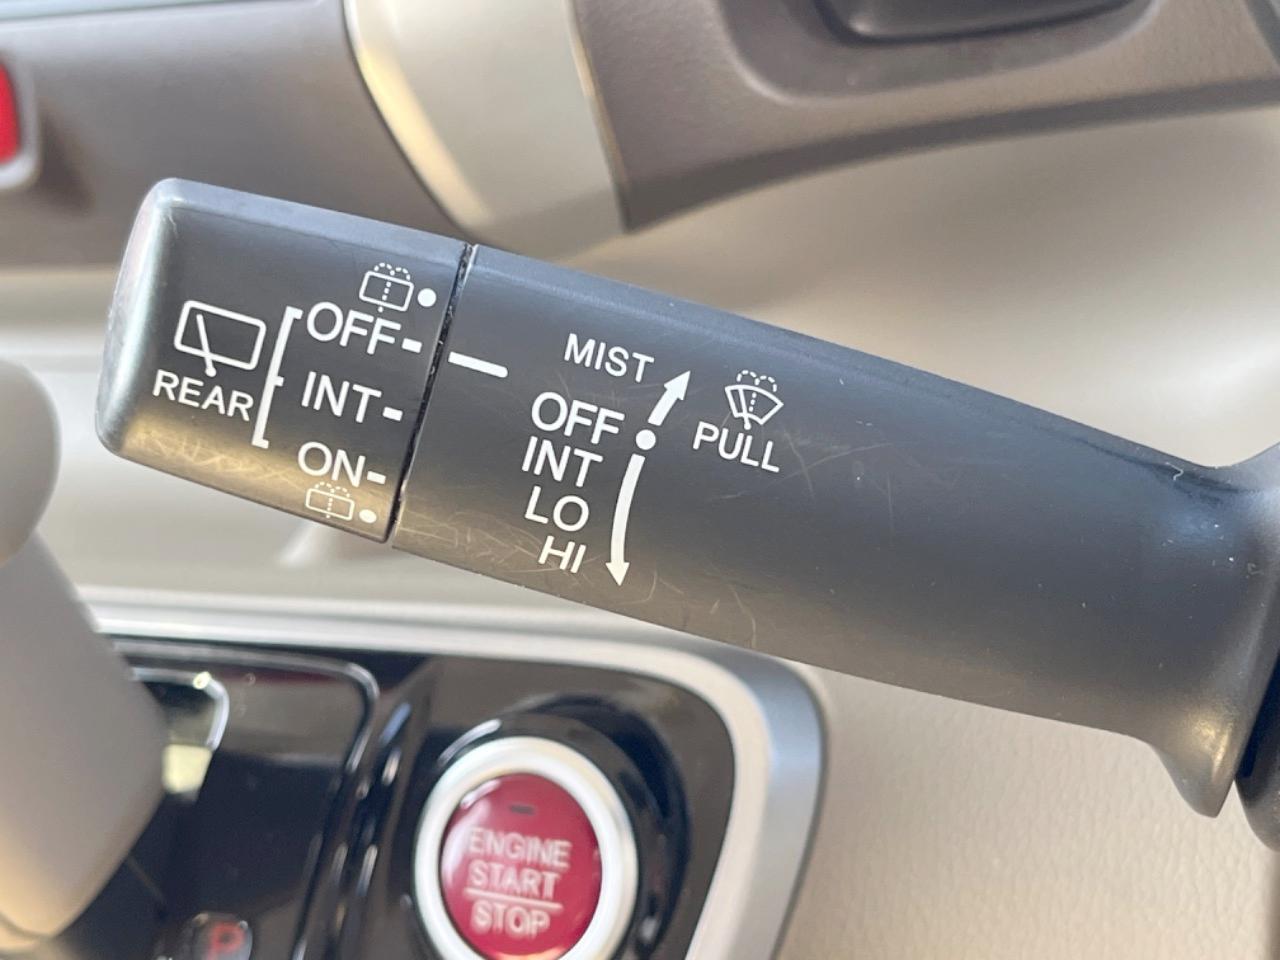 REAR
OFF
INT
ON
MIST
OFF
INT
LO
HI
PULL
ENGINE
START
STOP
P